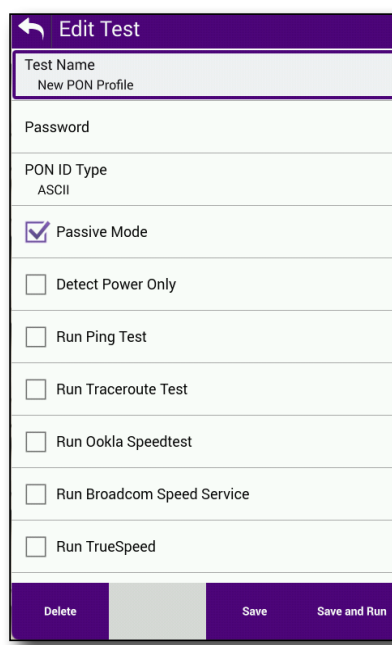 Edit Test
Test Name
New PON Profile
Password
PON ID Type
ASCII
Passive Mode
Detect Power Only
Run Ping Test
Run Traceroute Test
Run Ookla Speedtest
Run Broadcom Speed Service
Run TrueSpeed
Delete Save Save and Run